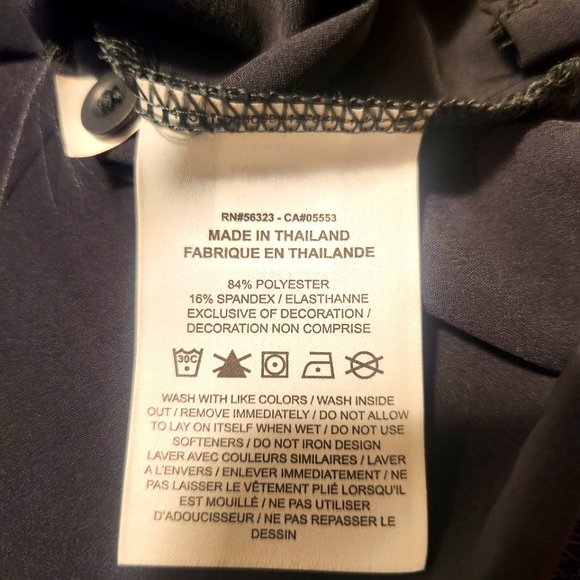 RN#56323 - CA#05553
MADE IN THAILAND
FABRIQUE EN THAILANDE
84% POLYESTER
16% SPANDEX / ELASTHANNE
EXCLUSIVE OF DECORATION /
DECORATION NON COMPRISE
30C
WASH WITH LIKE COLORS / WASH INSIDE
OUT / REMOVE IMMEDIATELY / DO NOT ALLOW
TO LAY ON ITSELF WHEN WET / DO NOT USE
SOFTENERS / DO NOT IRON DESIGN
LAVER AVEC COULEURS SIMILAIRES / LAVER
A L'ENVERS / ENLEVER IMMEDIATEMENT / NE
PAS LAISSER LE VÊTEMENT PLIÉ LORSQU'IL
EST MOUILLÉ / NE PAS UTILISER
D'ADOUCISSEUR / NE PAS REPASSER LE
DESSIN